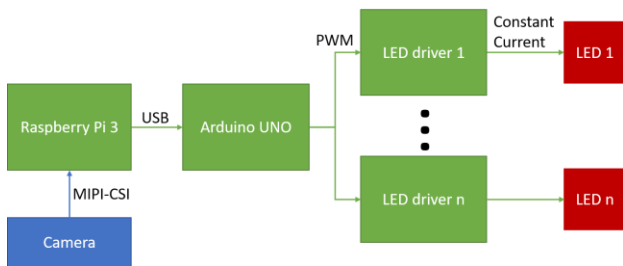 Constant
Current
PWM
LED driver 1
LED 1
Raspberry Pi 3
USB
Arduino UNO
MIPI-CSI
LED driver n
LED n
Camera